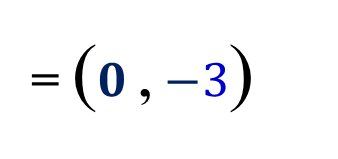 = (0 , −3)